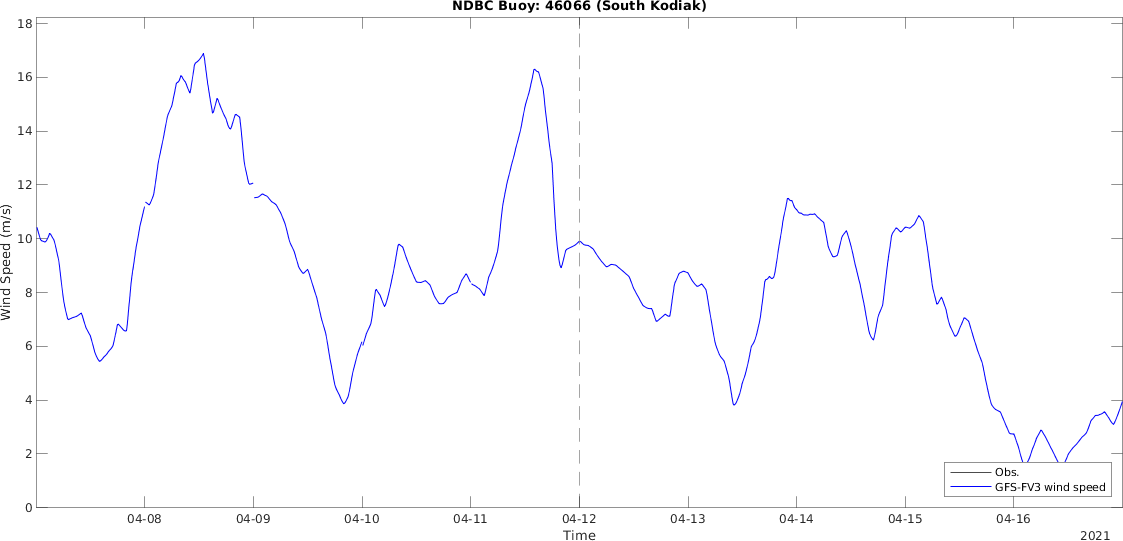 NDBC Buoy: 46066 (South Kodiak)
Wind Speed (m/s)
18
16
14
12
10
8
6
4
2
0
Obs.
GFS-FV3 wind speed
04-08 04-09 04-10 04-11 04-12 04-13 04-14 04-15 04-16
Time
2021